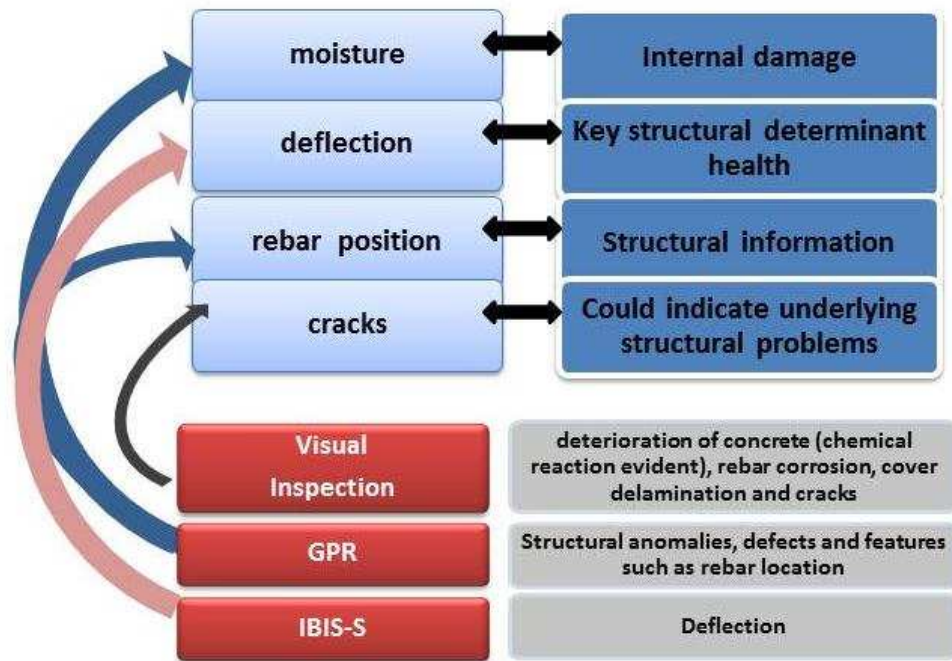 moisture
Internal damage
deflection
Key structural determinant
health
rebar position
Structural information
cracks
Could indicate underlying
structural problems
Visual
Inspection
deterioration of concrete (chemical
reaction evident), rebar corrosion, cover
delamination and cracks
GPR
Structural anomalies, defects and features
such as rebar location
IBIS-S
Deflection